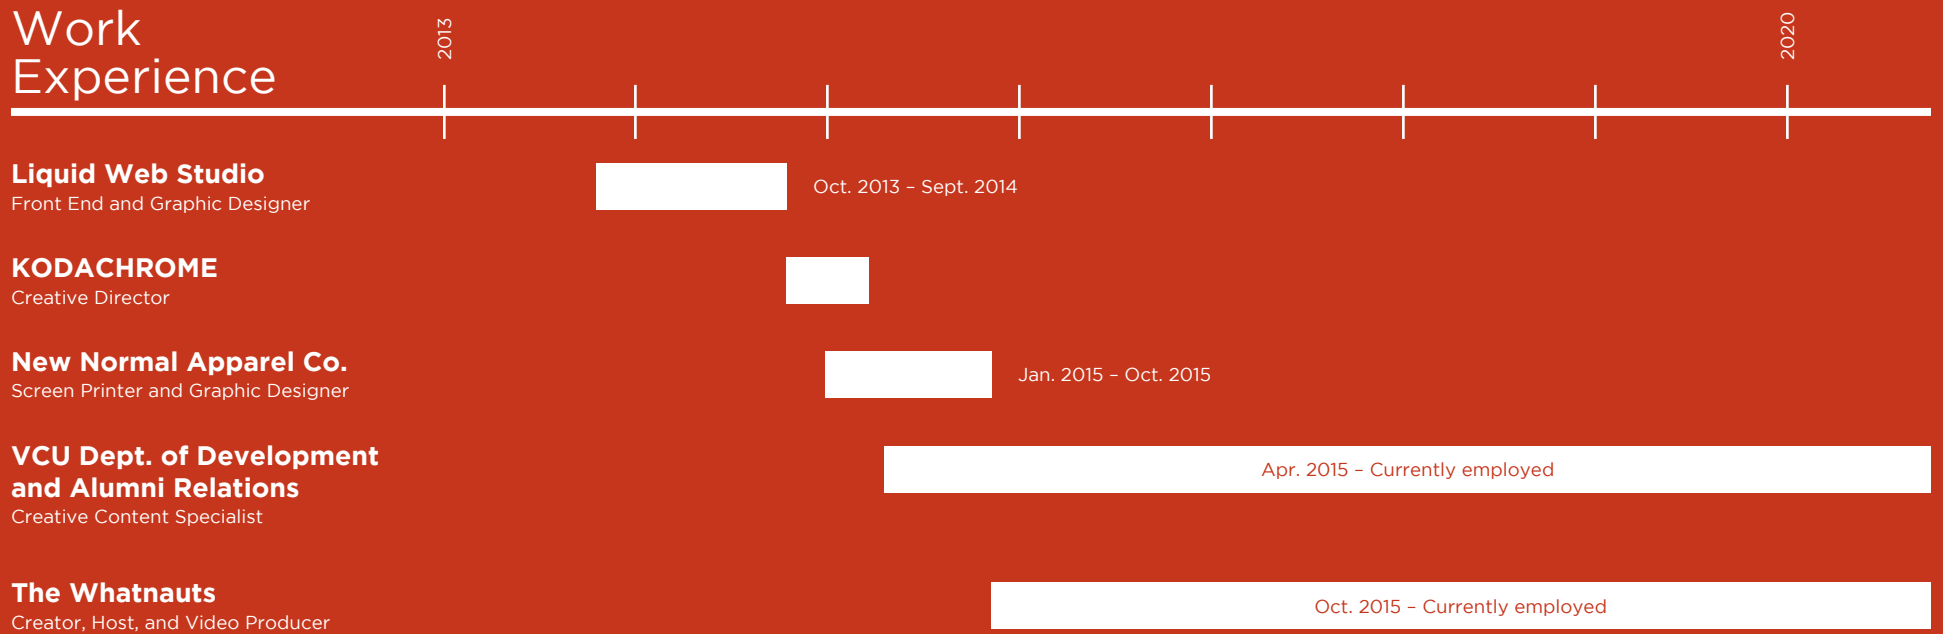 Work
Experience
2013
2020
Liquid Web Studio
Front End and Graphic Designer
Oct. 2013 – Sept. 2014
KODACHROME
Creative Director
New Normal Apparel Co.
Screen Printer and Graphic Designer
Jan. 2015 – Oct. 2015
VCU Dept. of Development
and Alumni Relations
Creative Content Specialist
Apr. 2015 – Currently employed
The Whatnauts
Creator, Host, and Video Producer
Oct. 2015 – Currently employed